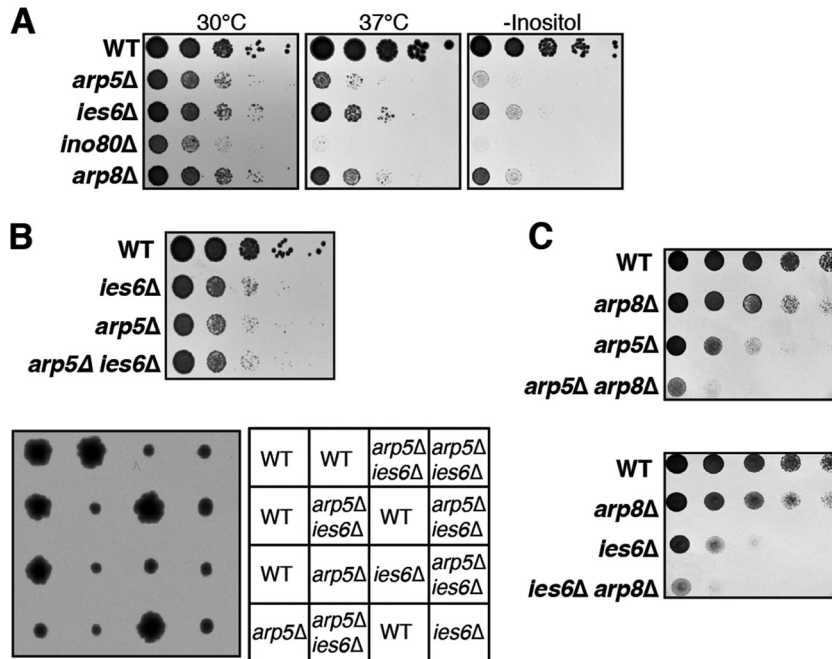 A
30°C 37°C -Inositol
WT
arp5Δ
ies6Δ
ino80Δ
arp8Δ
B
WT
ies6Δ
arp5Δ
arp5Δ ies6Δ
WT WT arp5Δ ies6Δ arp5Δ ies6Δ
WT arp5Δ ies6Δ WT arp5Δ ies6Δ
WT arp5Δ ies6Δ arp5Δ ies6Δ
arp5Δ arp5Δ ies6Δ WT ies6Δ
C
WT
arp8Δ
arp5Δ
arp5Δ arp8Δ
WT
arp8Δ
ies6Δ
ies6Δ arp8Δ